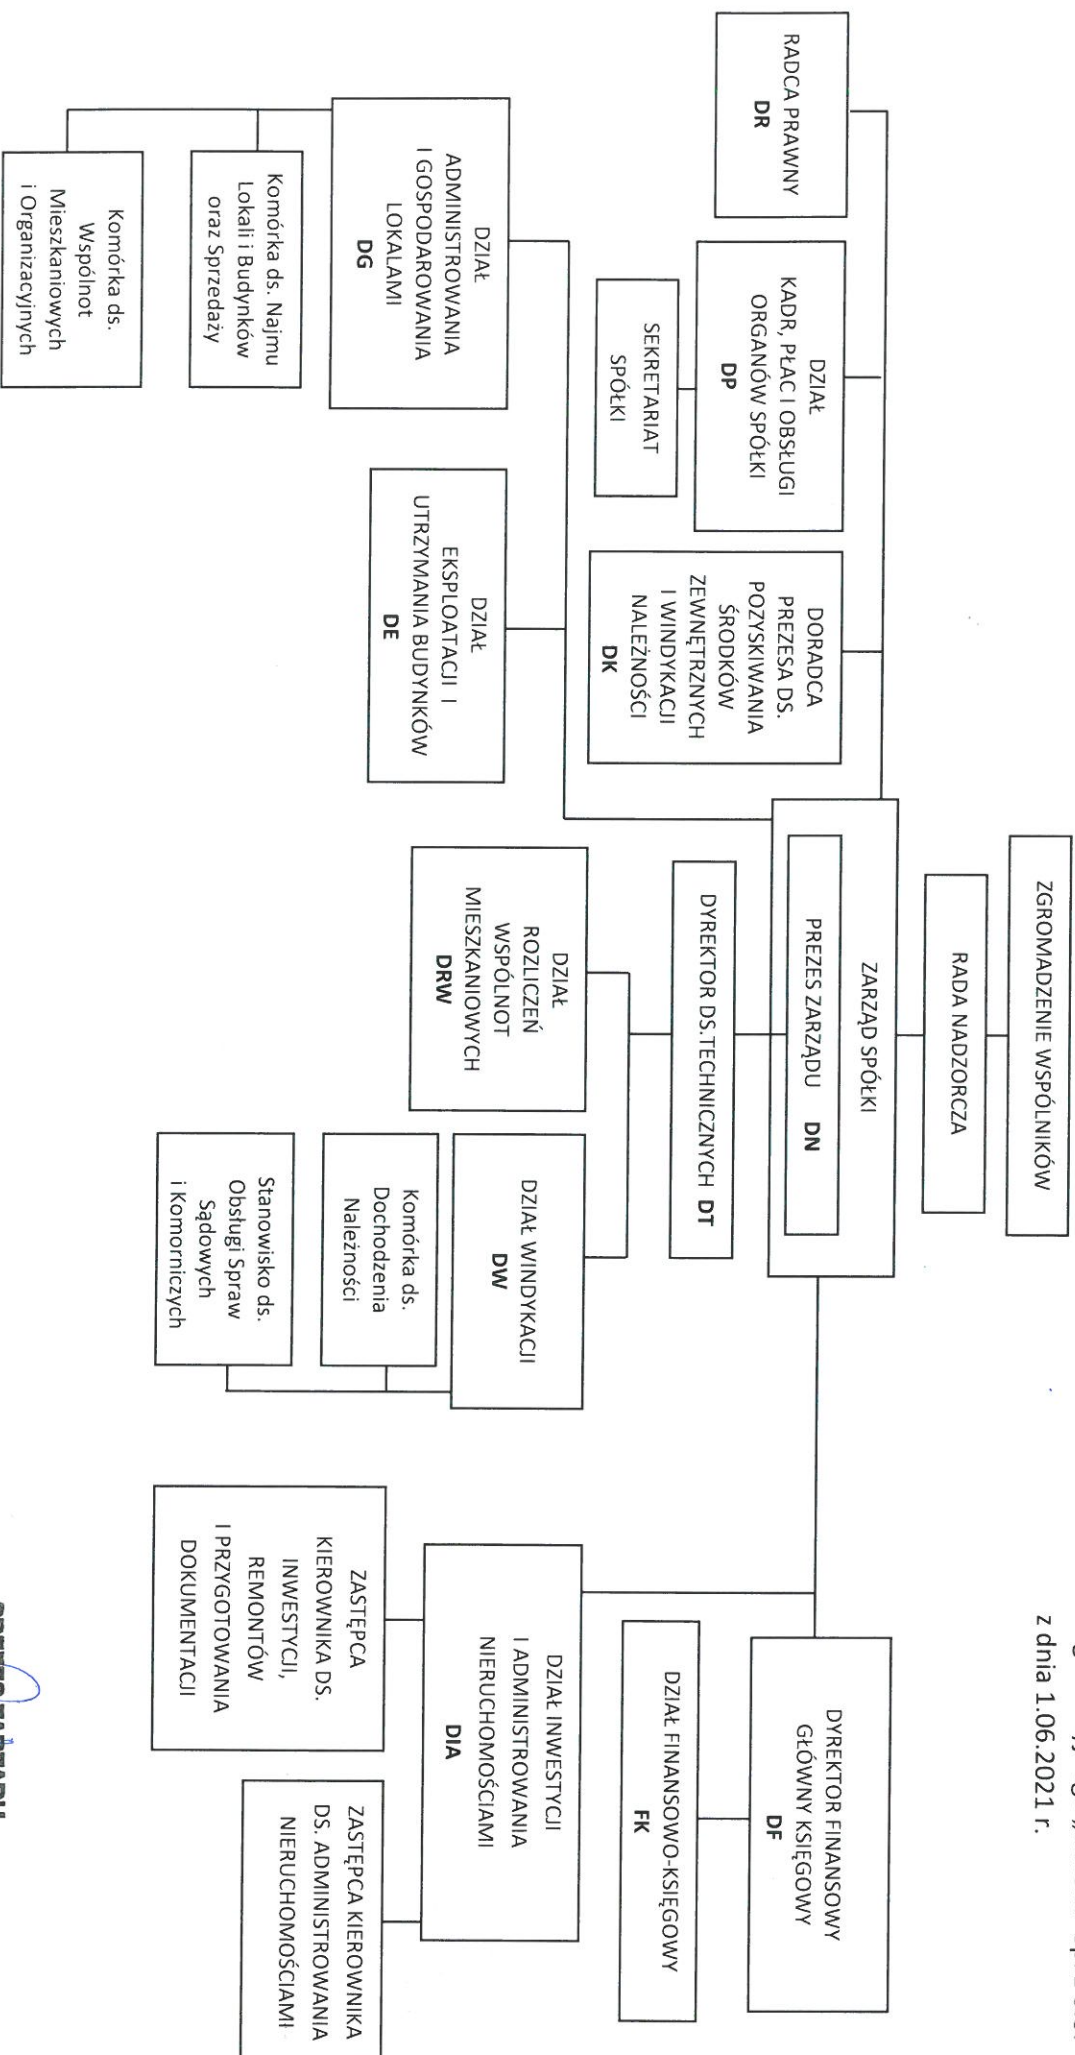 z dnia 1.06.2021 r.
ZGROMADZENIE WSPÓLNIKÓW
RADA NADZORCZA
ZARZĄD SPÓŁKI
PREZES ZARZĄDU DN
RADCA PRAWNY
DR
DZIAŁ
KADR, PŁAC I OBSŁUGI
ORGANÓW SPÓŁKI
DP
SEKRETARIAT
SPÓŁKI
DORADCA
PREZESA DS.
POZYSKIWANIA
ŚRODKÓW
ZEWNĘTRZNYCH
I WINDYKACJI
NALEŻNOŚCI
DK
DYREKTOR DS.TECHNICZNYCH DT
DYREKTOR FINANSOWY
GŁÓWNY KSIĘGOWY
DF
DZIAŁ FINANSOWO-KSIĘGOWY
FK
DZIAŁ
ADMINISTROWANIA
I GOSPODAROWANIA
LOKALAMI
DG
Komórka ds. Najmu
Lokali i Budynków
oraz Sprzedaży
Komórka ds.
Wspólnot
Mieszkaniowych
i Organizacyjnych
DZIAŁ
EKSPLOATACJI I
UTRZYMANIA BUDYNKÓW
DE
DZIAŁ
ROZLICZEŃ
WSPÓLNOT
MIESZKANIOWYCH
DRW
DZIAŁ WINDYKACJI
DW
Komórka ds.
Dochodzenia
Należności
Stanowisko ds.
Obsługi Spraw
Sądowych
i Komorniczych
DZIAŁ INWESTYCJI
I ADMINISTROWANIA
NIERUCHOMOŚCIAMI
DIA
ZASTĘPCA
KIEROWNIKA DS.
INWESTYCJI,
REMONTÓW
I PRZYGOTOWANIA
DOKUMENTACJI
ZASTĘPCA KIEROWNIKA
DS. ADMINISTROWANIA
NIERUCHOMOŚCIAMI